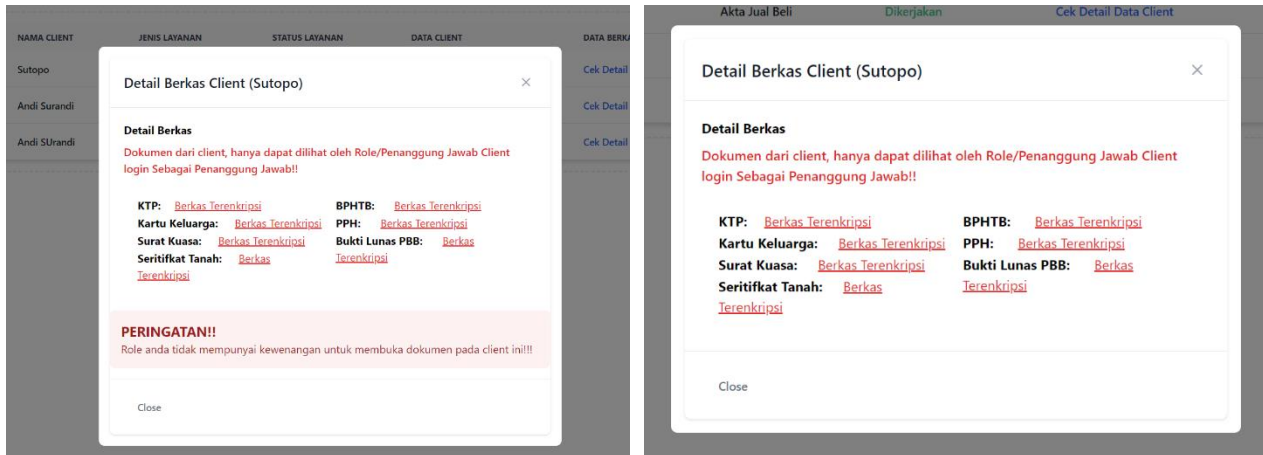 NAMA CLIENT JENIS LAYANAN STATUS LAYANAN DATA CLIENT DATA BERKA
Sutopo Cek Detail
Andi Surandi Cek Detail
Andi SUrandi Cek Detail
Detail Berkas Client (Sutopo) ×
Detail Berkas
Dokumen dari client, hanya dapat dilihat oleh Role/Penanggung Jawab Client
login Sebagai Penanggung Jawab!!
KTP: Berkas Terenkripsi BPHTB: Berkas Terenkripsi
Kartu Keluarga: Berkas Terenkripsi PPH: Berkas Terenkripsi
Surat Kuasa: Berkas Terenkripsi Bukti Lunas PBB: Berkas
Seritifkat Tanah: Berkas Terenkripsi
Terenkripsi
PERINGATAN!!
Role anda tidak mempunyai kewenangan untuk membuka dokumen pada client ini!!!
Close
Akta Jual Beli Dikerjakan Cek Detail Data Client
Detail Berkas Client (Sutopo) ×
Detail Berkas
Dokumen dari client, hanya dapat dilihat oleh Role/Penanggung Jawab Client
login Sebagai Penanggung Jawab!!
KTP: Berkas Terenkripsi BPHTB: Berkas Terenkripsi
Kartu Keluarga: Berkas Terenkripsi PPH: Berkas Terenkripsi
Surat Kuasa: Berkas Terenkripsi Bukti Lunas PBB: Berkas
Seritifkat Tanah: Berkas Terenkripsi
Terenkripsi
Close